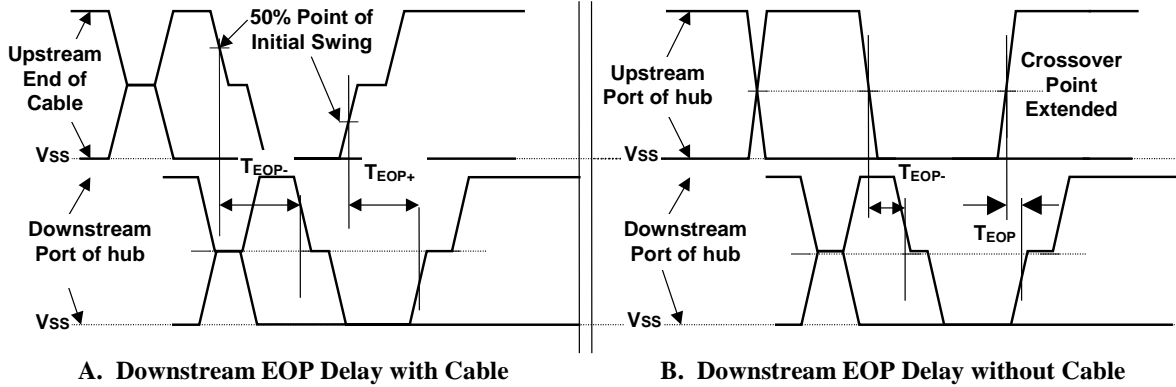 50% Point of
Initial Swing
Upstream
End of
Cable
VSS
TEOP-
TEOP+
Downstream
Port of hub
VSS
A. Downstream EOP Delay with Cable
Upstream
Port of hub
Crossover
Point
Extended
VSS
TEOP-
TEOP
Downstream
Port of hub
VSS
B. Downstream EOP Delay without Cable